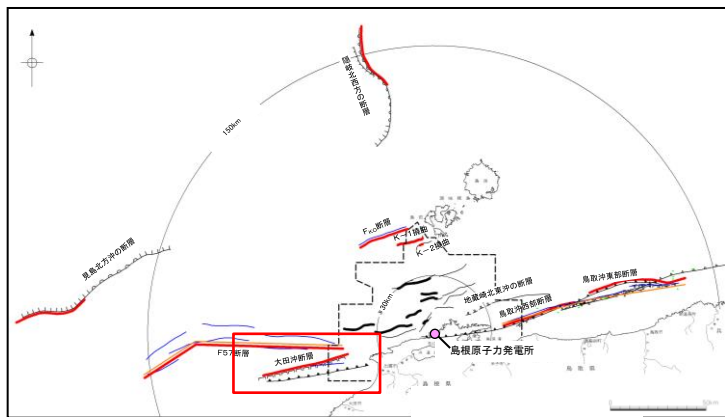 隠岐北西方の断層
150km
見島北方沖の断層
FKO断層
K-1撓曲
K-2撓曲
30km
地蔵崎北東沖の断層
鳥取沖西部断層
鳥取沖東部断層
島根原子力発電所
F57断層
大田沖断層
島根県
鳥取県